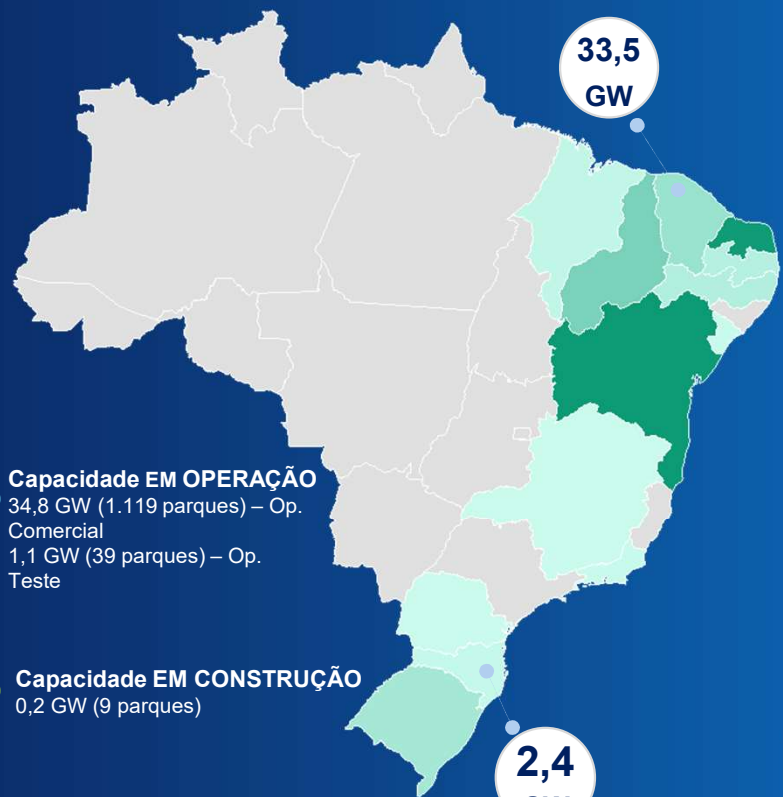 33,5
GW
Capacidade EM OPERAÇÃO
34,8 GW (1.119 parques) – Op.
Comercial
1,1 GW (39 parques) – Op.
Teste
Capacidade EM CONSTRUÇÃO
0,2 GW (9 parques)
2,4